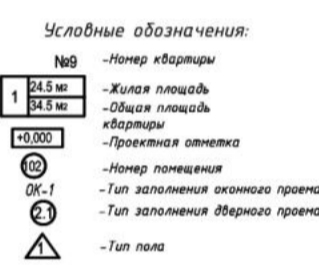 Условные обозначения:
№9 -Номер квартиры
1 24.5 м2 -Жилая площадь
34.5 м2 -Общая площадь
квартиры
+0,000 -Проектная отметка
102 -Номер помещения
ОК-1 -Тип заполнения оконного проема
2.1 -Тип заполнения дверного проема
1 -Тип пола